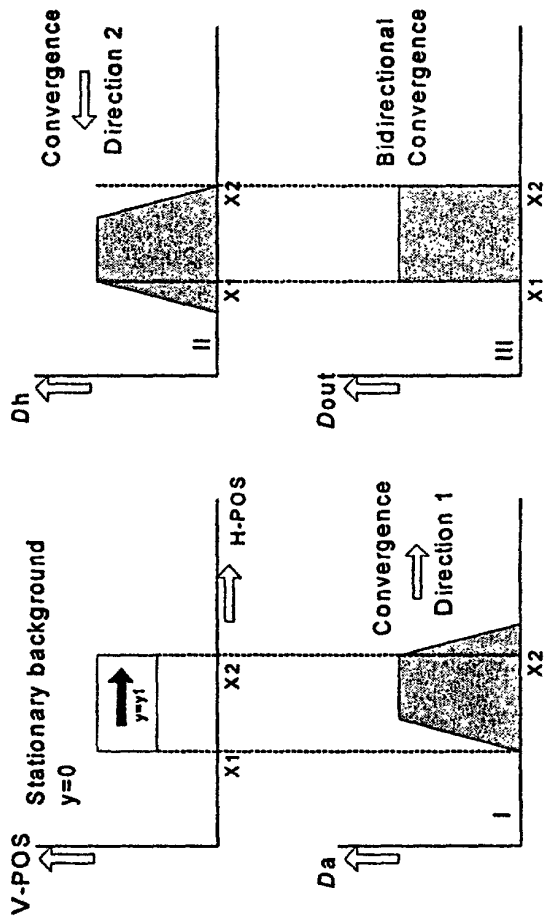 V-POS
Stationary background
y=0
y=y1
X1
X2
H-POS
Dh
Convergence
Direction 2
II
X1
X2
Da
Convergence
Direction 1
I
X2
Dout
Bidirectional
Convergence
III
X1
X2